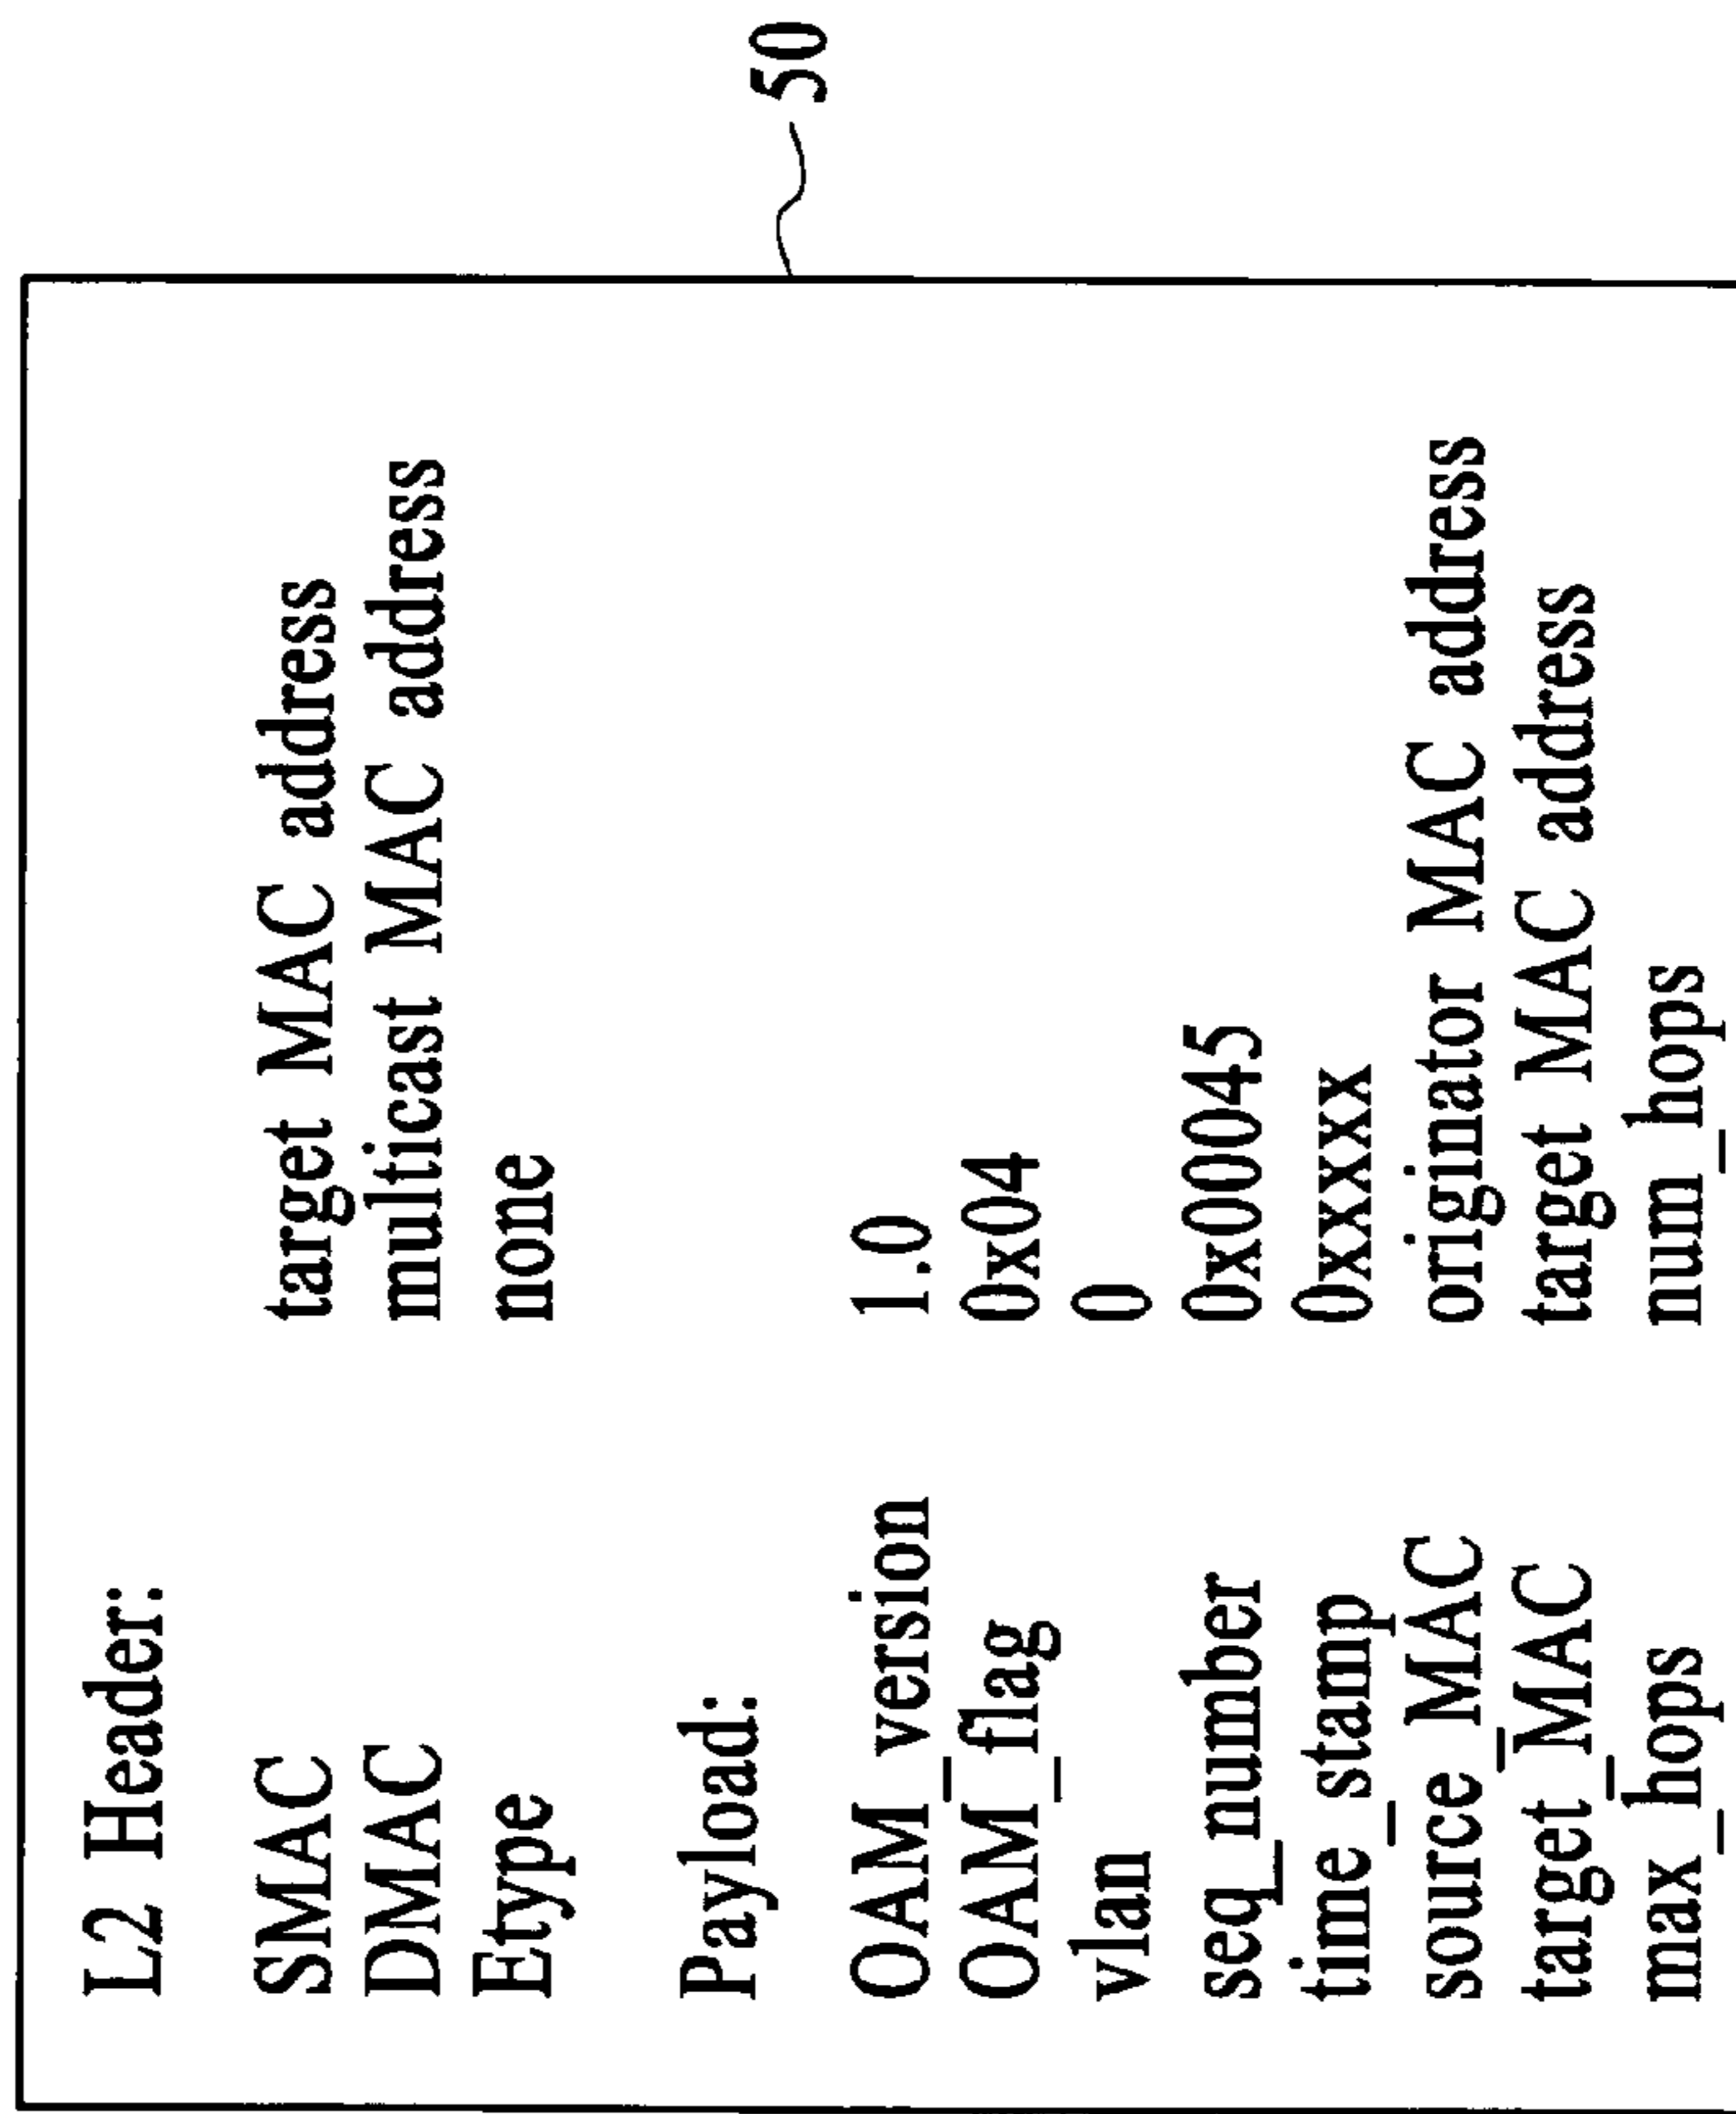 L2 Header:
SMAC target MAC address
DMAC multicast MAC address
Etype none
Payload:
OAM_version 1.0
OAM_flag 0x04
vlan 0
seq_number 0x00045
time_stamp 0xxxxx
source_MAC originator MAC address
target_MAC target MAC address
max_hops num_hops
50